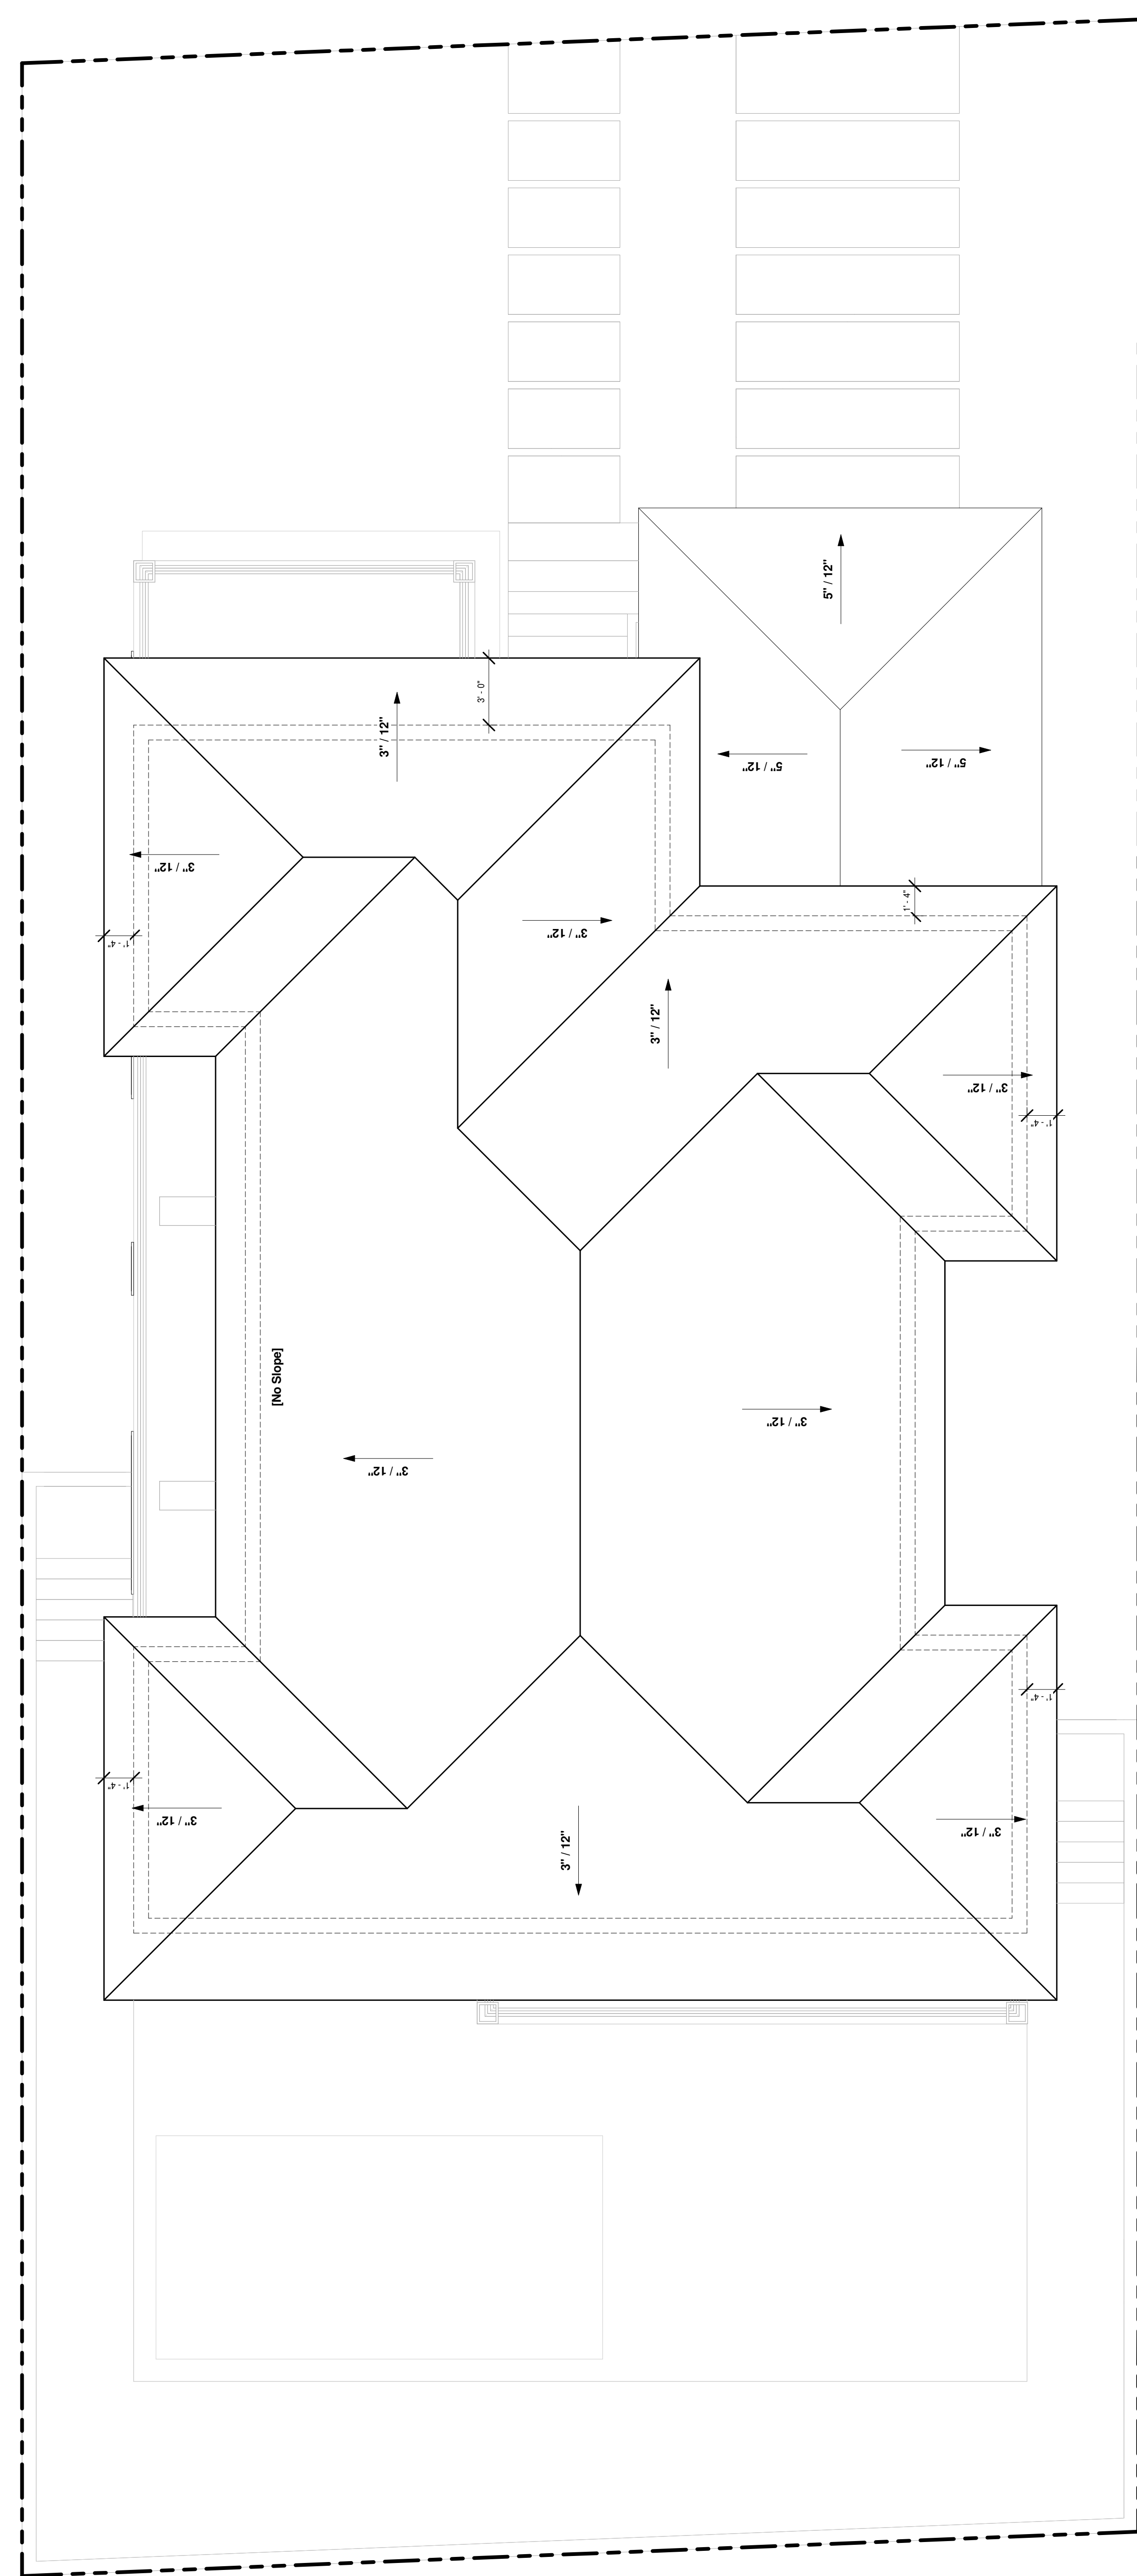 5" / 12"
3' - 0"
3" / 12"
5" / 12"
5" / 12"
3" / 12"
1' - 4"
1' - 4"
3" / 12"
3" / 12"
3" / 12"
1' - 4"
[No Slope]
3" / 12"
3" / 12"
1' - 4"
1' - 4"
3" / 12"
3" / 12"
3" / 12"